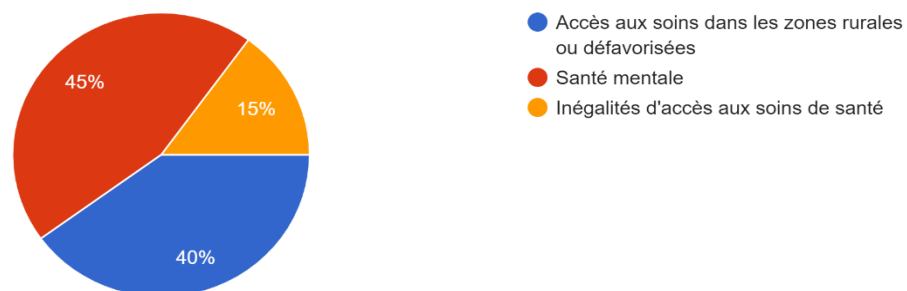 45%
15%
40%
Accès aux soins dans les zones rurales
ou défavorisées
Santé mentale
Inégalités d'accès aux soins de santé